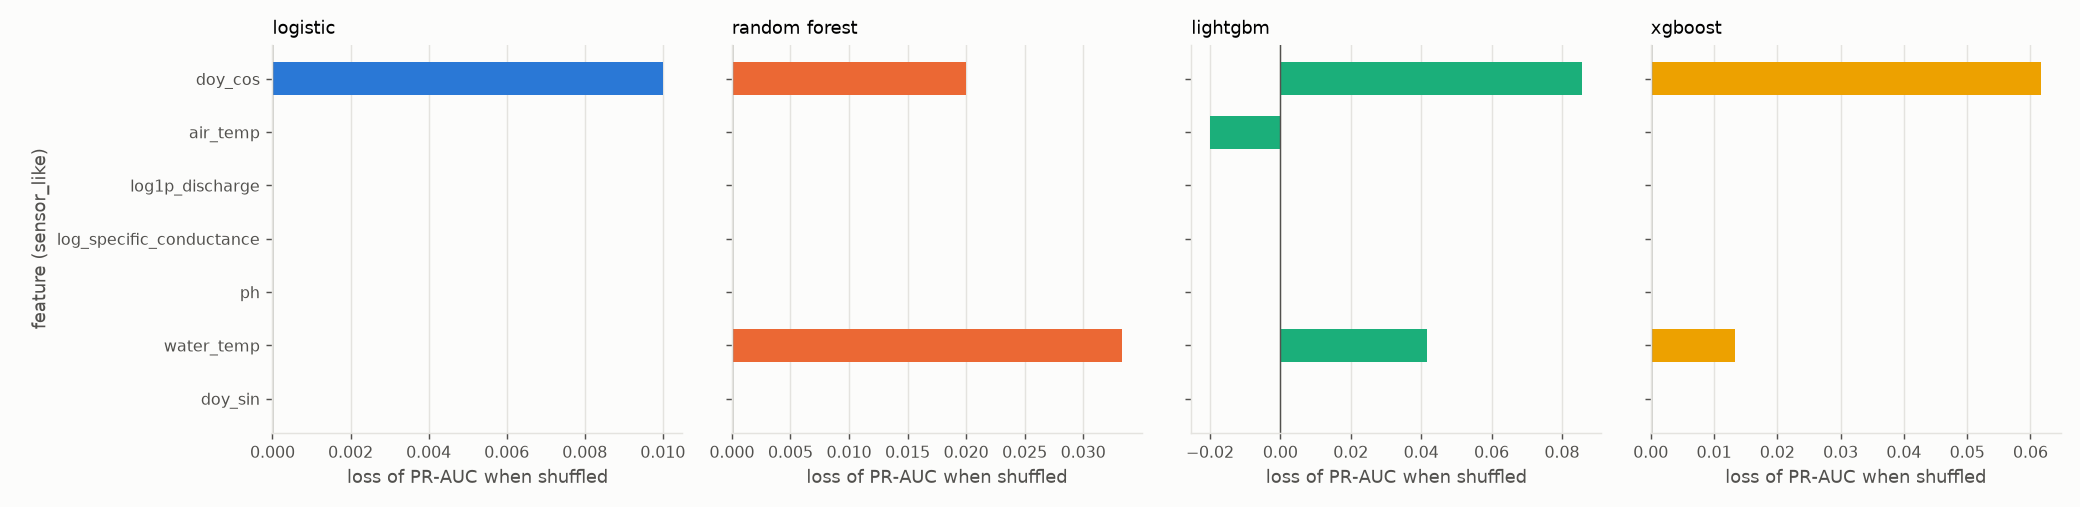 logistic
random forest
lightgbm
xgboost
feature (sensor_like)
doy_cos
air_temp
log1p_discharge
log_specific_conductance
ph
water_temp
doy_sin
0.000 0.002 0.004 0.006 0.008 0.010
loss of PR-AUC when shuffled
0.000 0.005 0.010 0.015 0.020 0.025 0.030
loss of PR-AUC when shuffled
−0.02 0.00 0.02 0.04 0.06 0.08
loss of PR-AUC when shuffled
0.00 0.01 0.02 0.03 0.04 0.05 0.06
loss of PR-AUC when shuffled